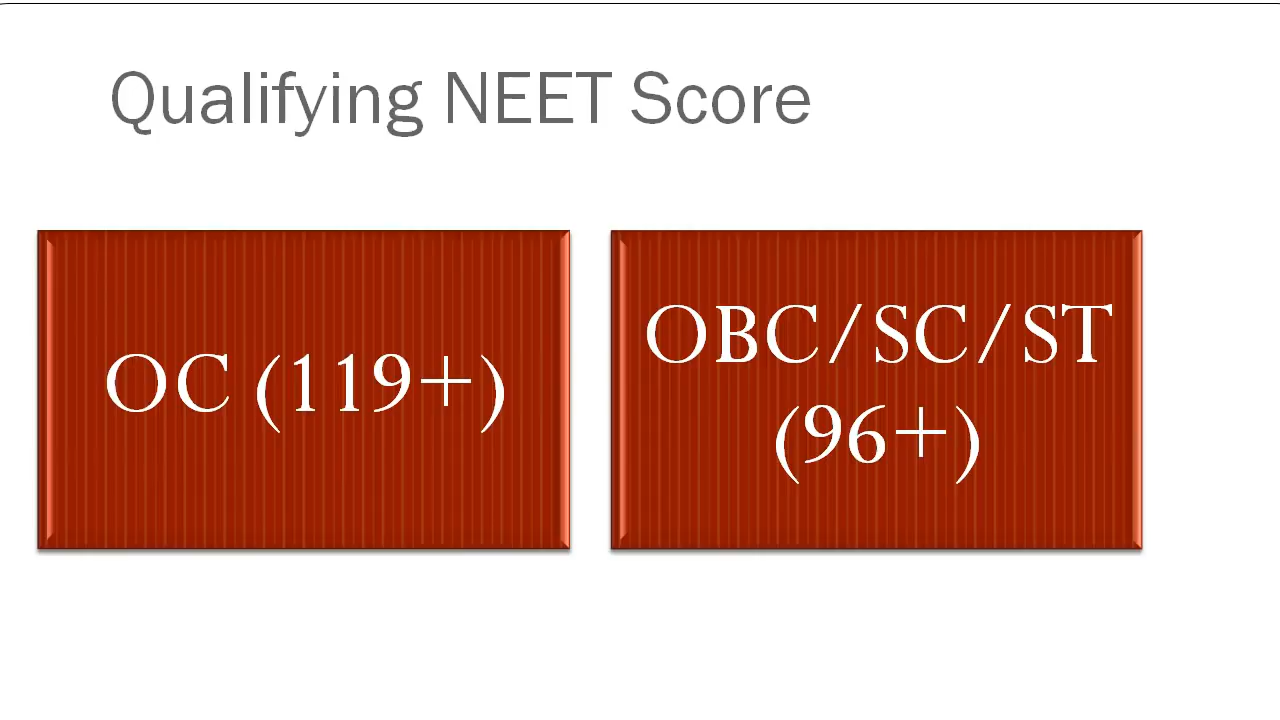 Qualifying NEET Score
OC (119+)
OBC/SC/ST
(96+)